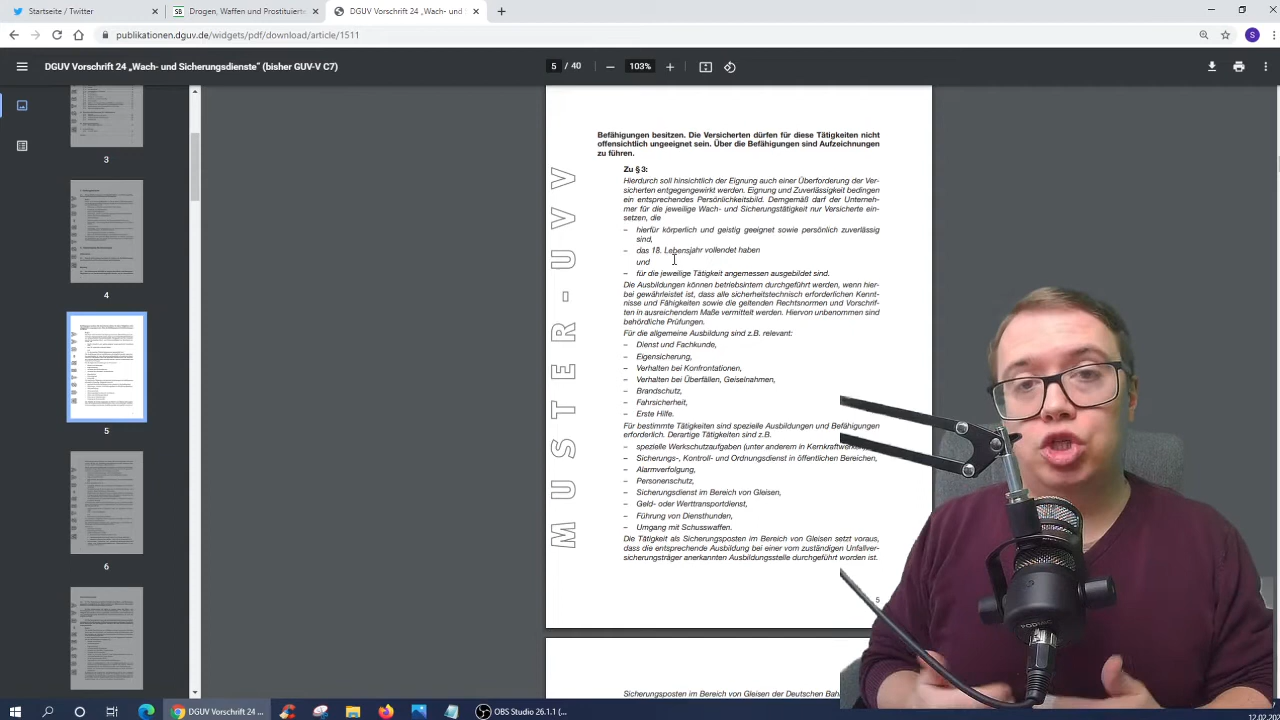 Startseite / Twitter
Drogen, Waffen und Prostituierte
DGUV Vorschrift 24 „Wach- und S
publikationen.dguv.de/widgets/pdf/download/article/1511
S
DGUV Vorschrift 24 „Wach- und Sicherungsdienste“ (bisher GUV-V C7)
5 / 40
103%
3
4
5
6
MUSTER-UVV
Befähigungen besitzen. Die Versicherten dürfen für diese Tätigkeiten nicht
offensichtlich ungeeignet sein. Über die Befähigungen sind Aufzeichnungen
zu führen.
Zu § 3:
Hierdurch soll hinsichtlich der Eignung auch einer Überforderung der Ver-
sicherten entgegengewirkt werden. Eignung und Zuverlässigkeit bedingen
ein entsprechendes Persönlichkeitsbild. Demgemäß darf der Unterneh-
mer für die jeweilige Wach- und Sicherungstätigkeit nur Versicherte ein-
setzen, die
– hierfür körperlich und geistig geeignet sowie persönlich zuverlässig
sind,
– das 18. Lebensjahr vollendet haben
und
– für die jeweilige Tätigkeit angemessen ausgebildet sind.
Die Ausbildungen können betriebsintern durchgeführt werden, wenn hier-
bei gewährleistet ist, dass alle sicherheitstechnisch erforderlichen Kennt-
nisse und Fähigkeiten sowie die geltenden Rechtsnormen und Vorschrif-
ten in ausreichendem Maße vermittelt werden. Hiervon unbenommen sind
behördliche Prüfungen.
Für die allgemeine Ausbildung sind z.B. relevant:
– Dienst und Fachkunde,
– Eigensicherung,
– Verhalten bei Konfrontationen,
– Verhalten bei Überfällen, Geiselnahmen,
– Brandschutz,
– Fahrsicherheit,
– Erste Hilfe.
Für bestimmte Tätigkeiten sind spezielle Ausbildungen und Befähigungen
erforderlich. Derartige Tätigkeiten sind z.B.
– spezielle Werkschutzaufgaben (unter anderem in Kernkraftwerken
– Sicherungs-, Kontroll- und Ordnungsdienst in öffentlichen Bereichen,
– Alarmverfolgung,
– Personenschutz,
– Sicherungsdienst im Bereich von Gleisen,
– Geld- oder Werttransportdienst,
– Führung von Diensthunden,
– Umgang mit Schusswaffen.
Die Tätigkeit als Sicherungsposten im Bereich von Gleisen setzt voraus,
dass die entsprechende Ausbildung bei einer vom zuständigen Unfallver-
sicherungsträger anerkannten Ausbildungsstelle durchgeführt worden ist.
5
Sicherungsposten im Bereich von Gleisen der Deutschen Bah
DGUV Vorschrift 24 ...
OBS Studio 26.1.1 (...
12.02.202